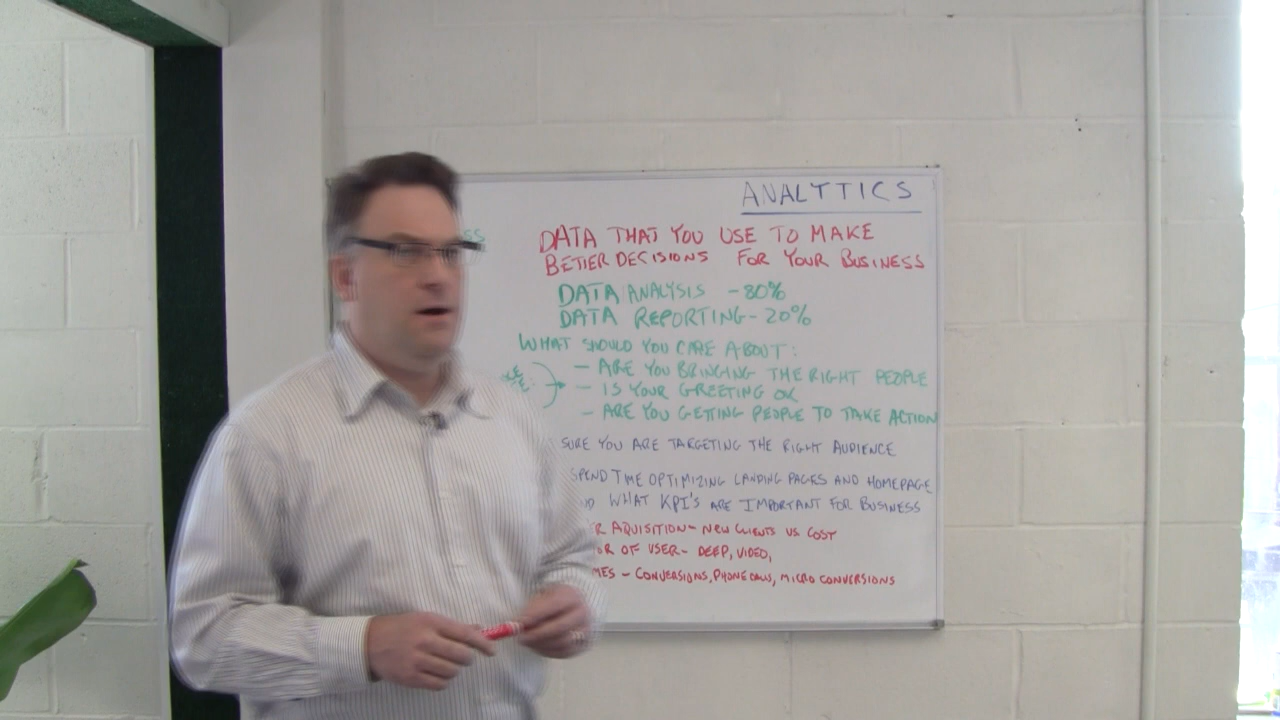 ANALYTICS
DATA THAT YOU USE TO MAKE
BETTER DECISIONS FOR YOUR BUSINESS
DATA ANALYSIS - 80%
DATA REPORTING - 20%
WHAT SHOULD YOU CARE ABOUT:
- ARE YOU BRINGING THE RIGHT PEOPLE
- IS YOUR GREETING OK
- ARE YOU GETTING PEOPLE TO TAKE ACTION
SURE YOU ARE TARGETING THE RIGHT AUDIENCE
SPEND TIME OPTIMIZING LANDING PAGES AND HOMEPAGE
WHAT KPI'S ARE IMPORTANT FOR BUSINESS
AQUISITION - NEW CLIENTS VS COST
OF USER - DEEP, VIDEO,
- CONVERSIONS, PHONE CALLS, MICRO CONVERSIONS